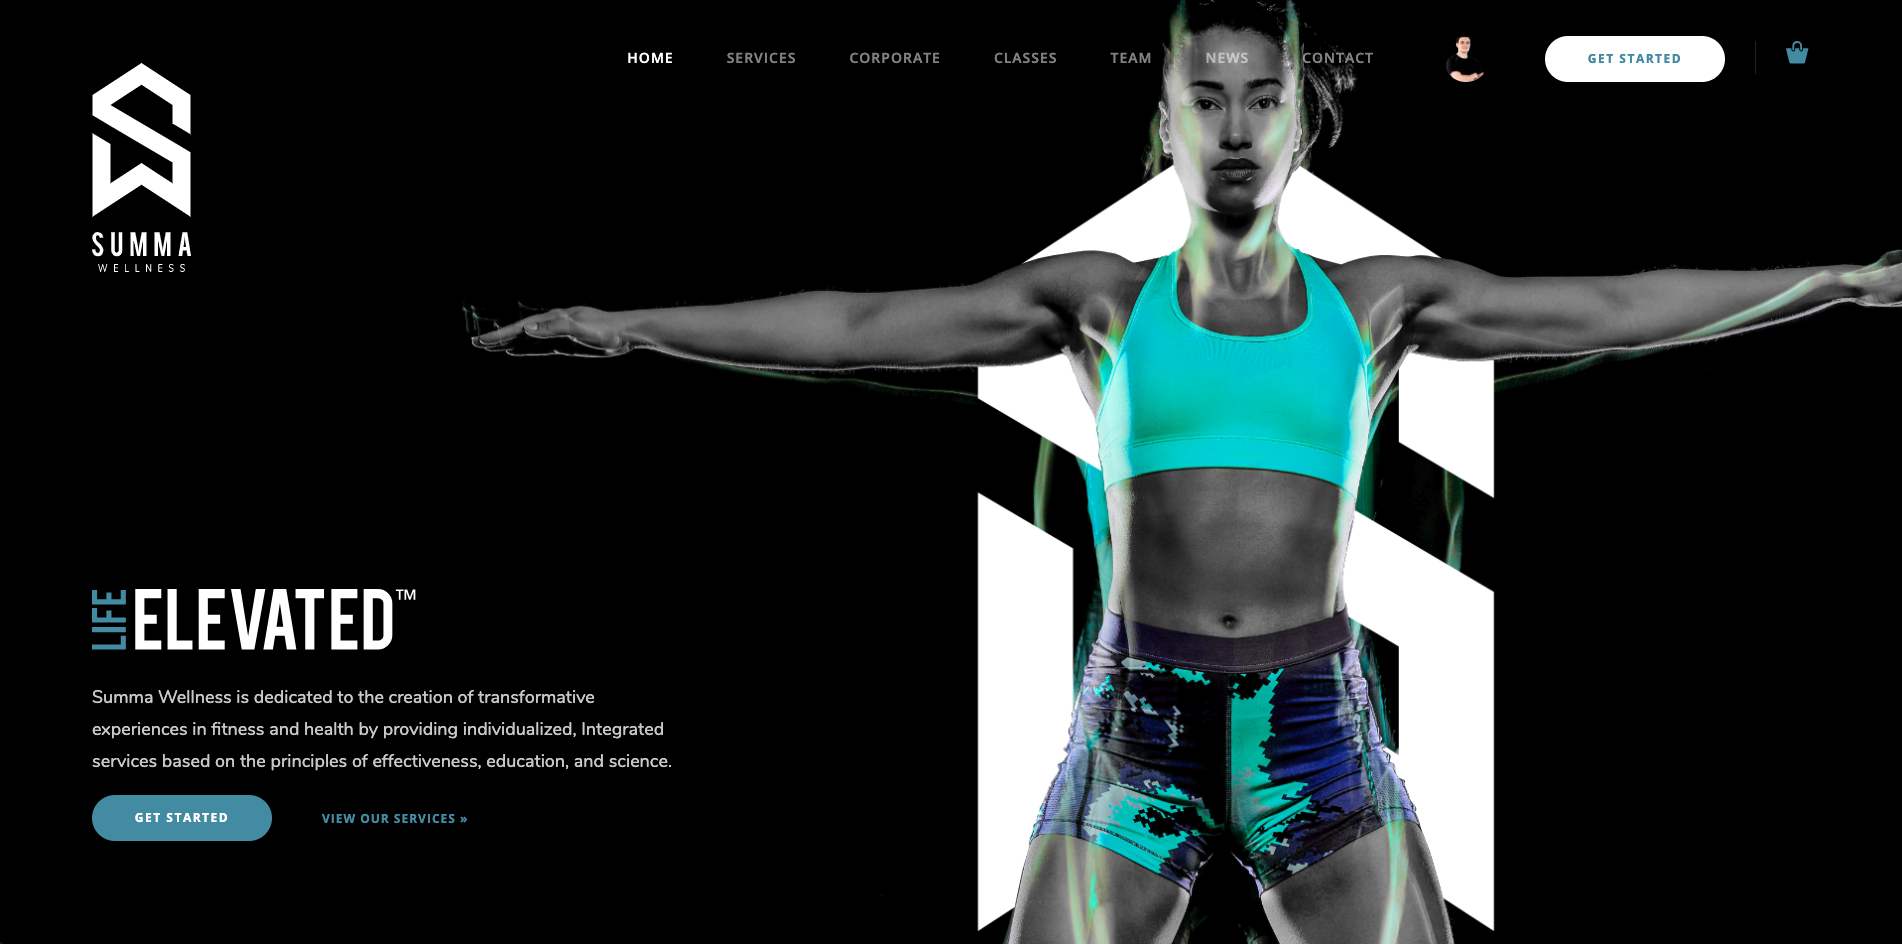 HOME SERVICES CORPORATE CLASSES TEAM NEWS CONTACT GET STARTED
SUMMA
WELLNESS
LIFE ELEVATED™
Summa Wellness is dedicated to the creation of transformative
experiences in fitness and health by providing individualized, Integrated
services based on the principles of effectiveness, education, and science.
GET STARTED VIEW OUR SERVICES »